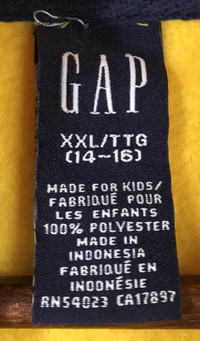 GAP
XXL/TTG
(14-16)
MADE FOR KIDS/
FABRIQUÉ POUR
LES ENFANTS
100% POLYESTER
MADE IN
INDONESIA
FABRIQUÉ EN
INDONÉSIE
RN54023 CA17897